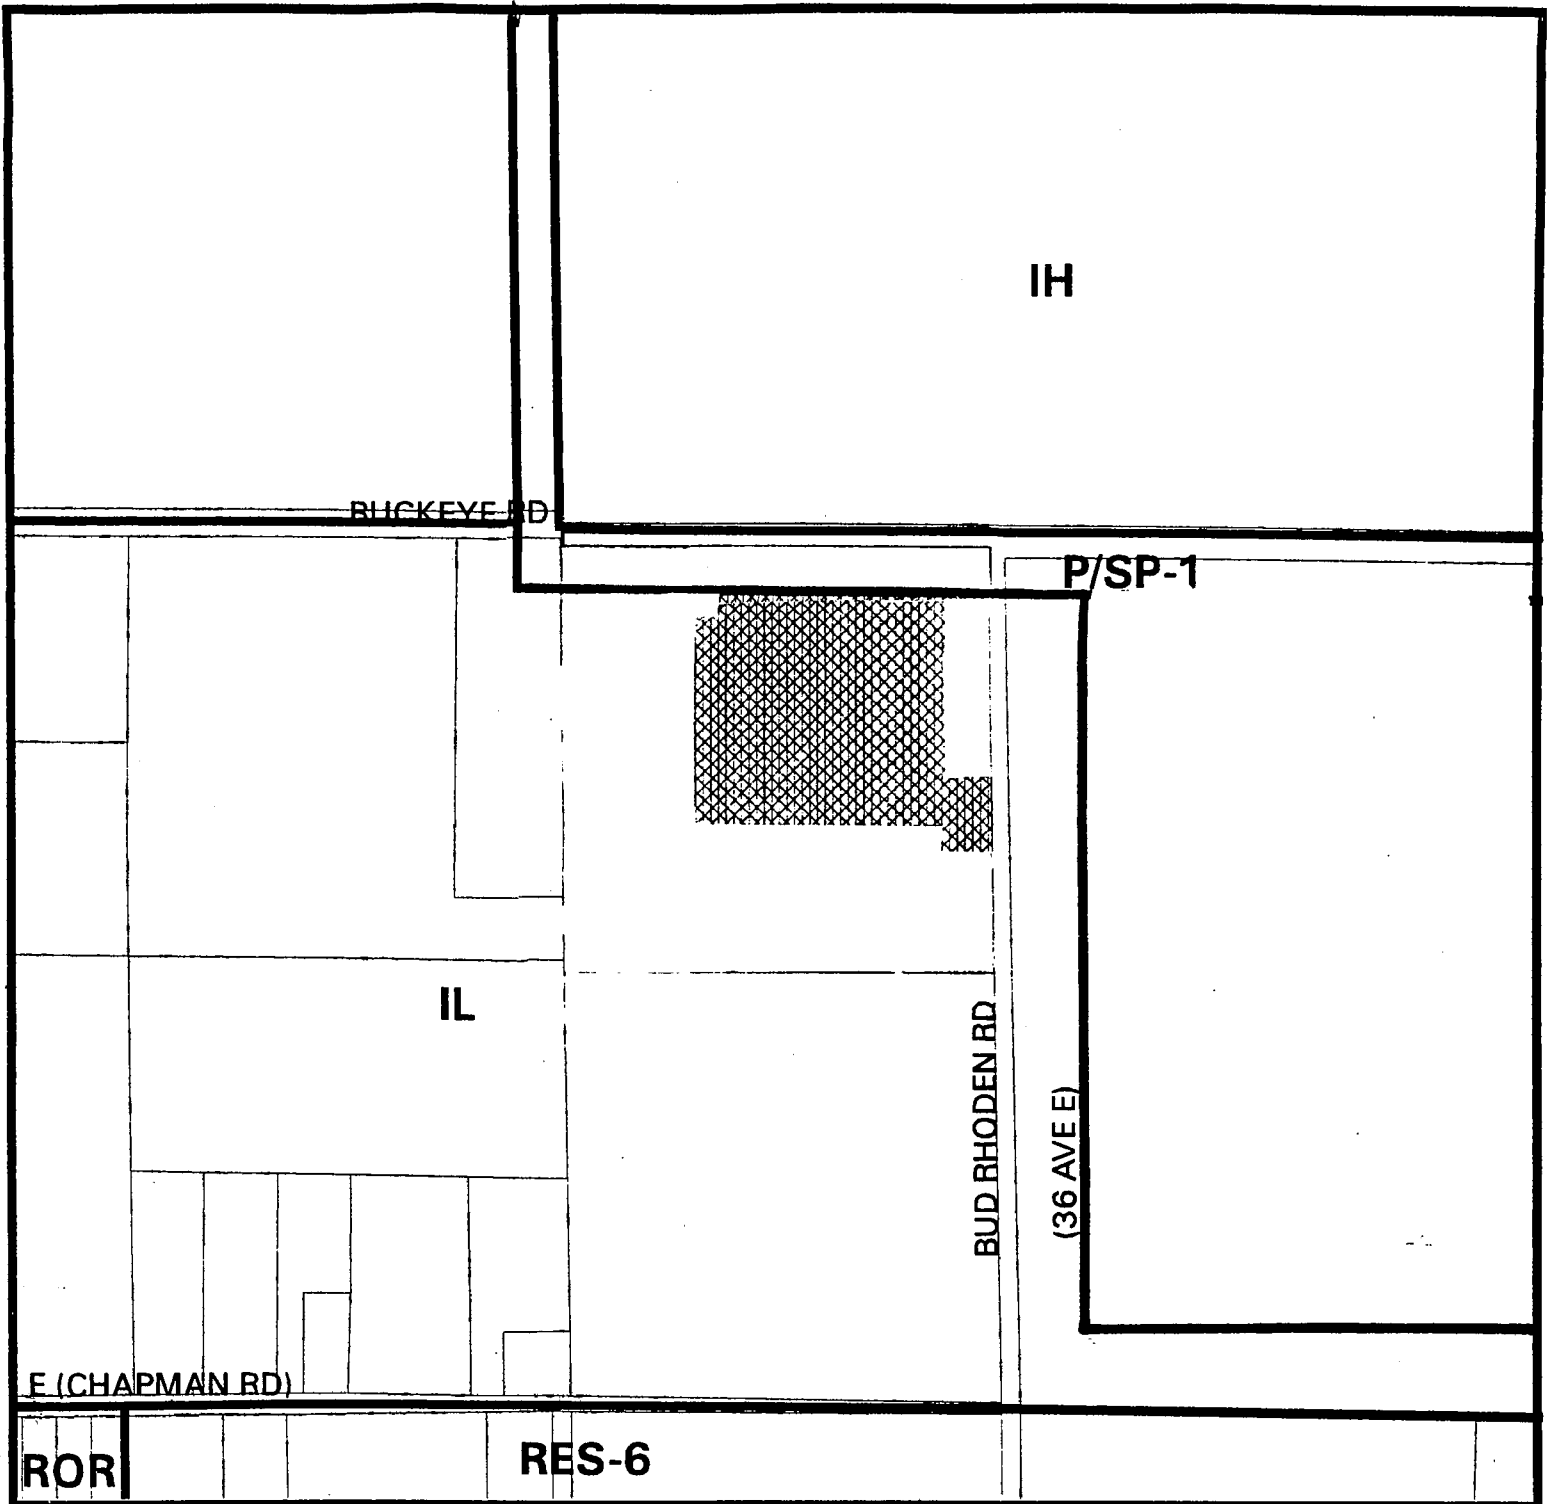 IH
BUCKEYE RD
P/SP-1
IL
BUD RHODEN RD
(36 AVE E)
E (CHAPMAN RD)
ROR
RES-6